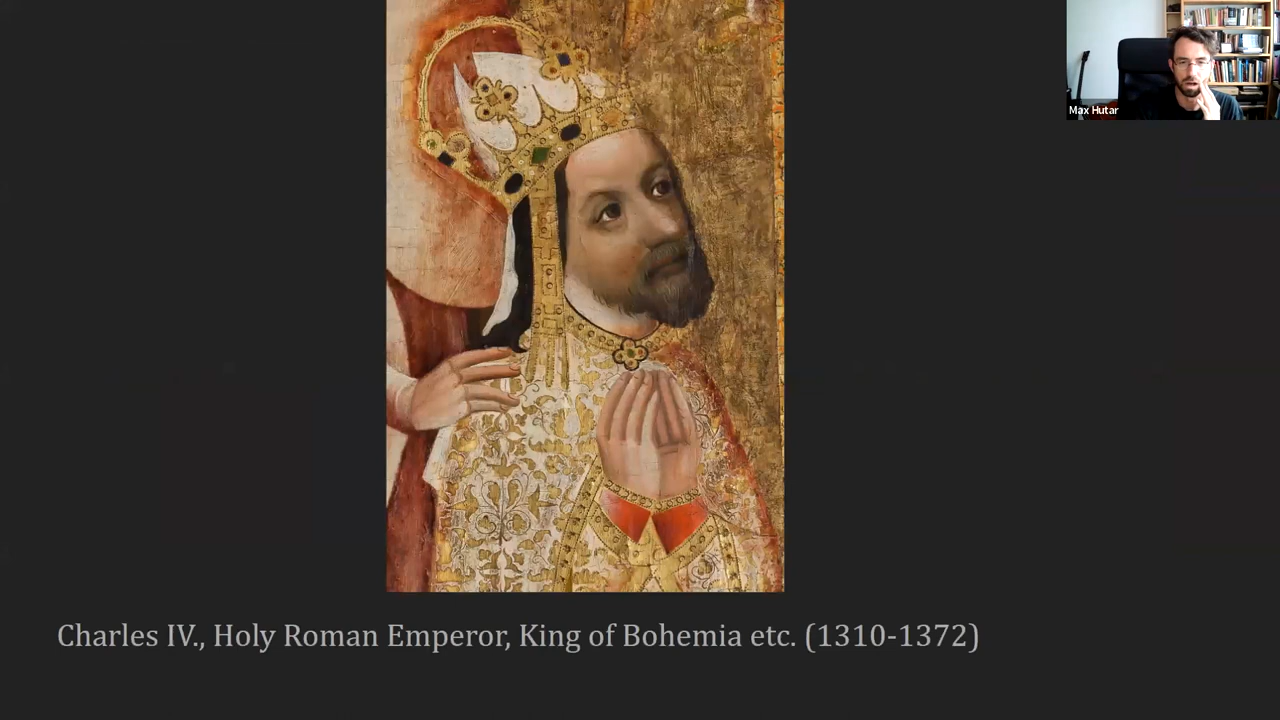 Max Hutar
Charles IV., Holy Roman Emperor, King of Bohemia etc. (1310-1372)